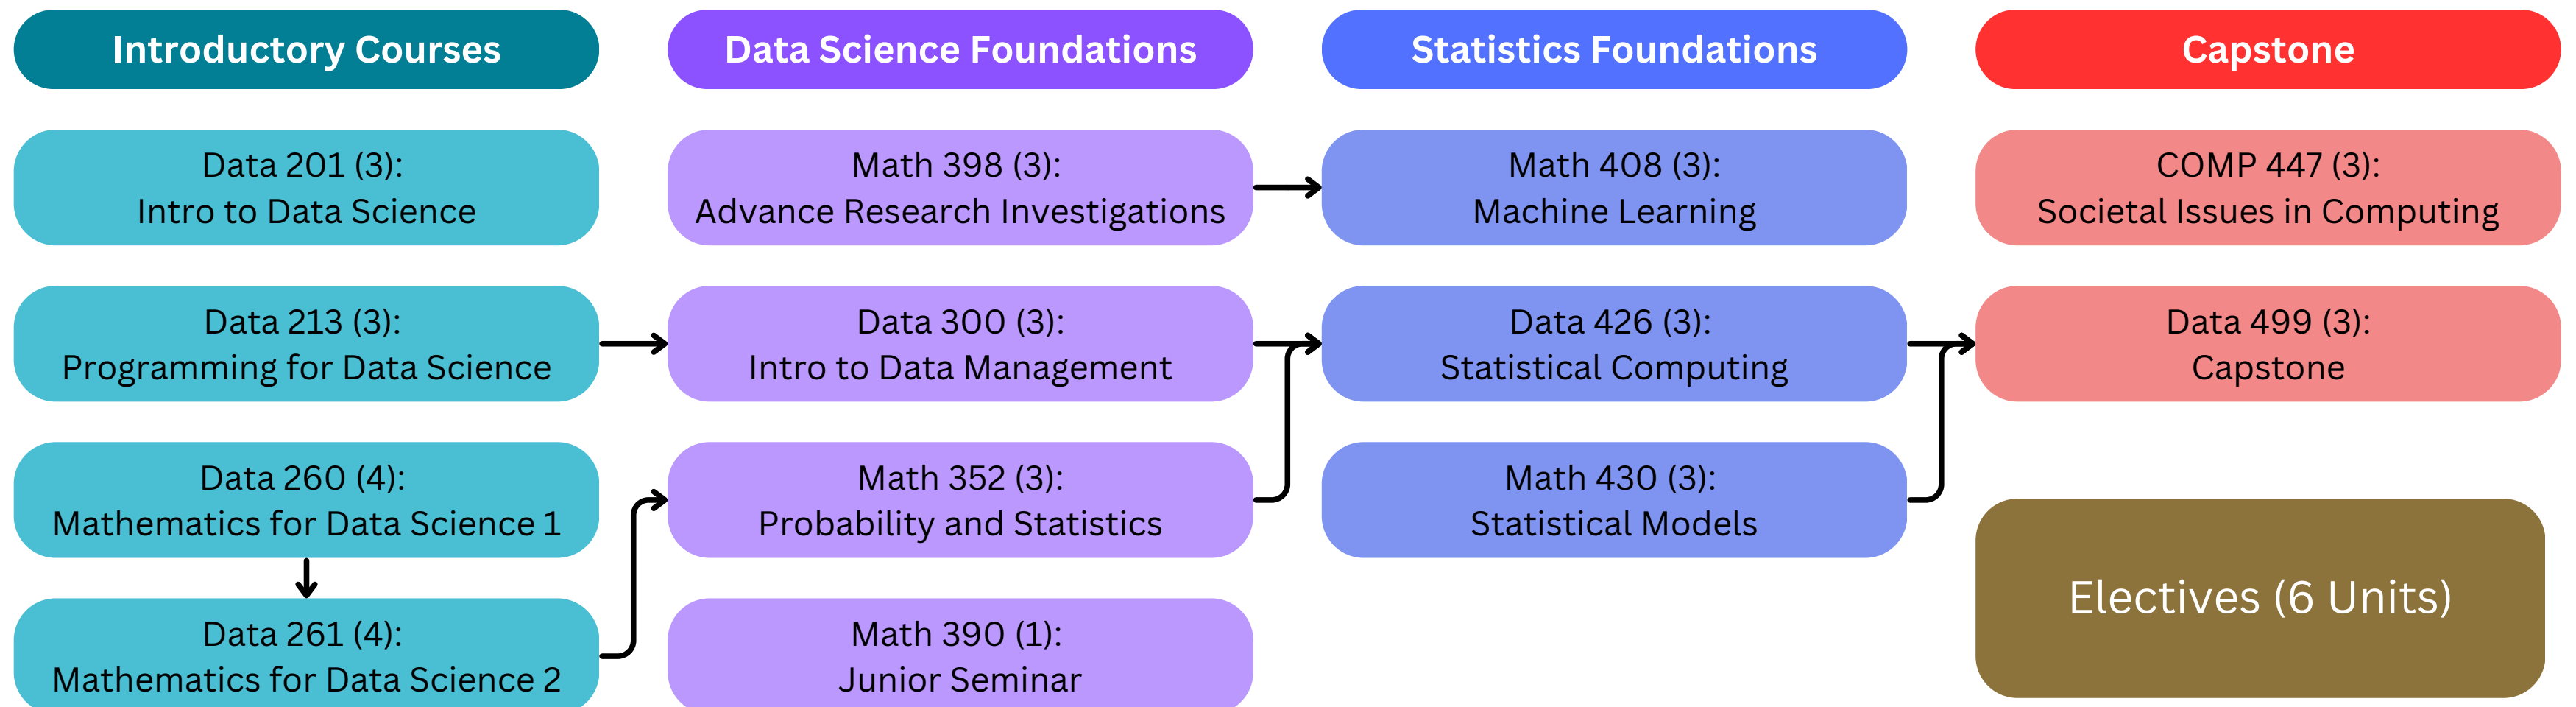 Introductory Courses
Data 201 (3):
Intro to Data Science
Data 213 (3):
Programming for Data Science
Data 260 (4):
Mathematics for Data Science 1
Data 261 (4):
Mathematics for Data Science 2
Data Science Foundations
Math 398 (3):
Advance Research Investigations
Data 300 (3):
Intro to Data Management
Math 352 (3):
Probability and Statistics
Math 390 (1):
Junior Seminar
Statistics Foundations
Math 408 (3):
Machine Learning
Data 426 (3):
Statistical Computing
Math 430 (3):
Statistical Models
Capstone
COMP 447 (3):
Societal Issues in Computing
Data 499 (3):
Capstone
Electives (6 Units)